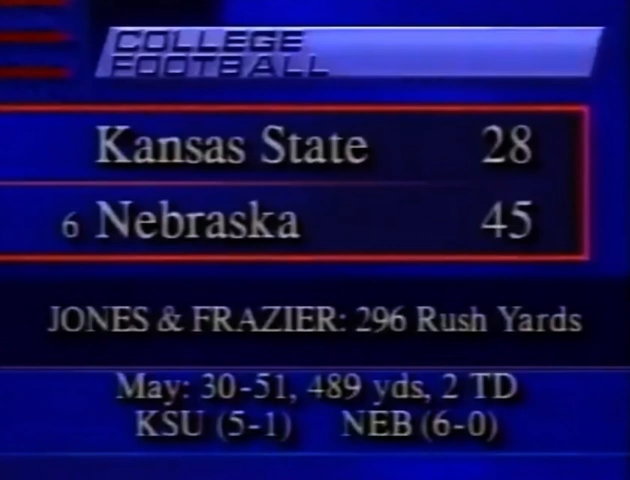 COLLEGE
FOOTBALL
Kansas State 28
6 Nebraska 45
JONES & FRAZIER: 296 Rush Yards
May: 30-51, 489 yds, 2 TD
KSU (5-1) NEB (6-0)